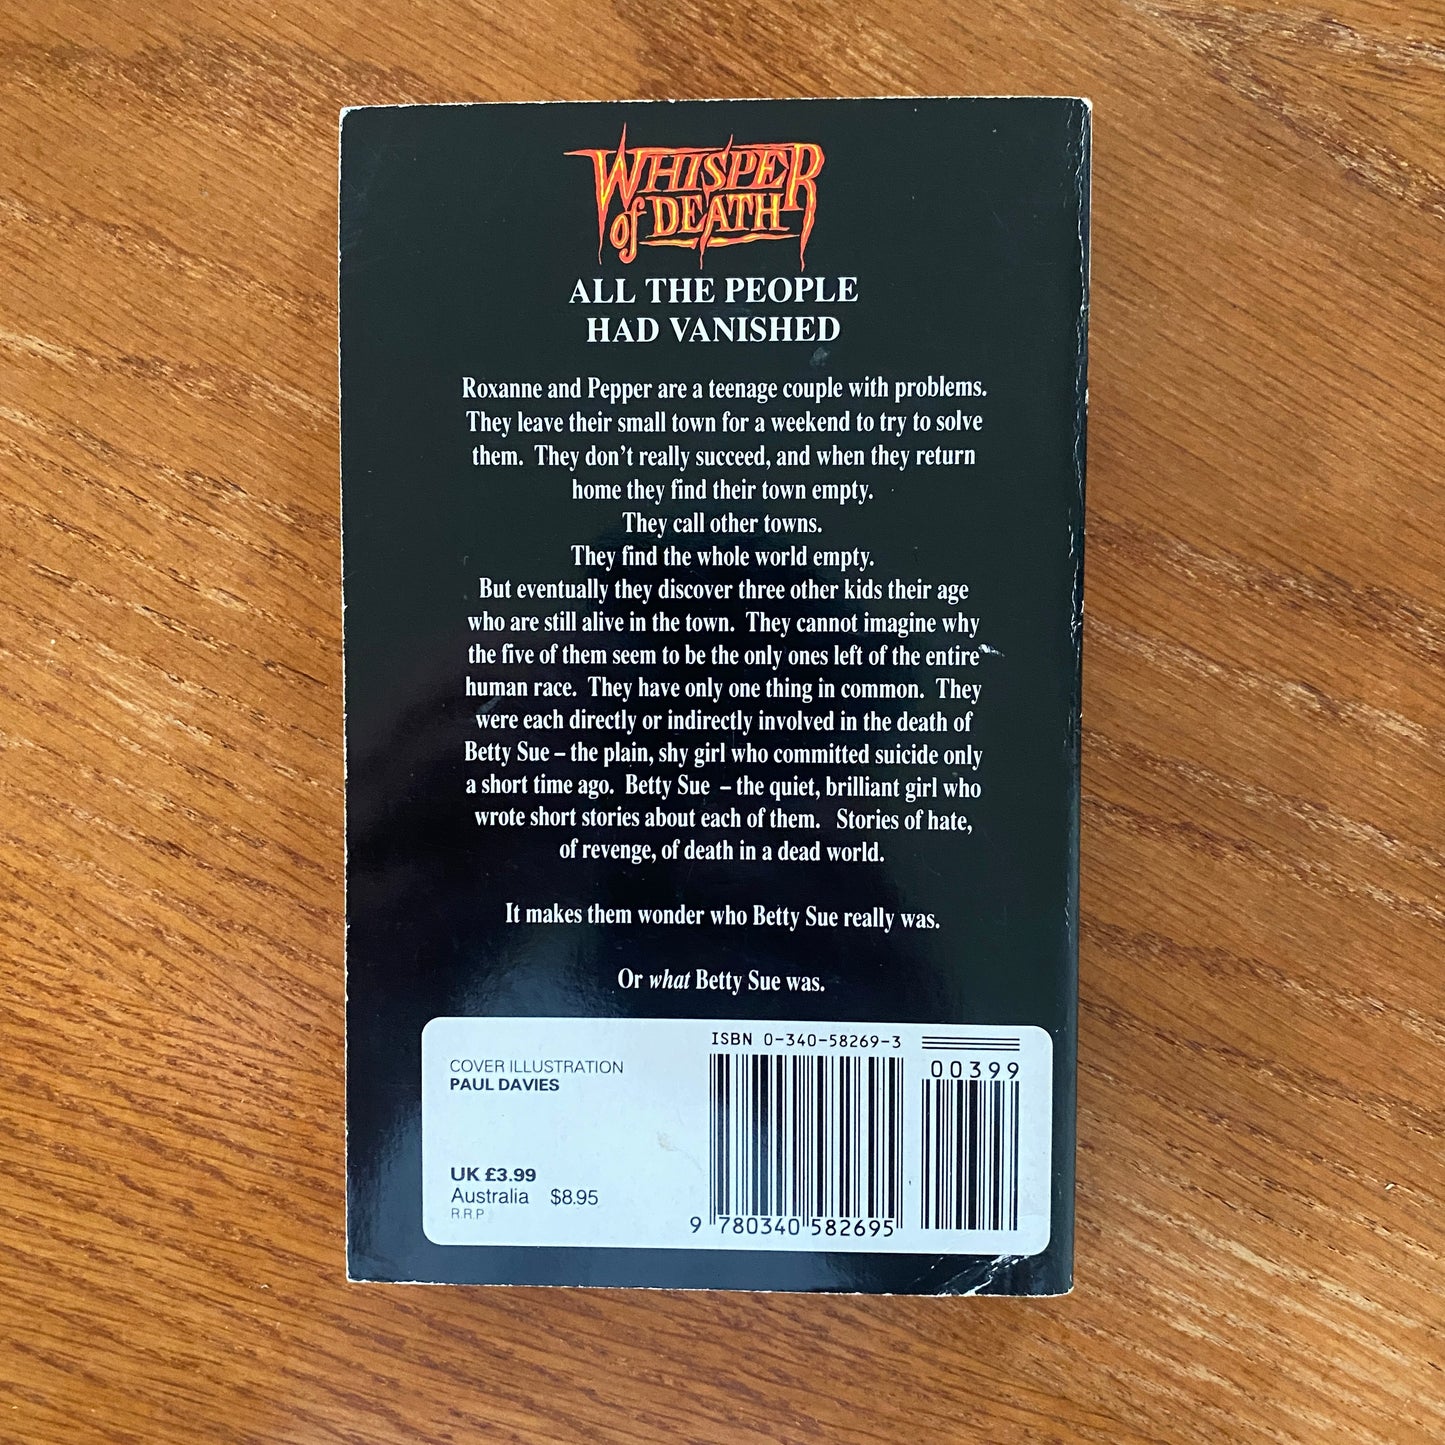 WHISPER
of DEATH
ALL THE PEOPLE
HAD VANISHED
Roxanne and Pepper are a teenage couple with problems.
They leave their small town for a weekend to try to solve
them. They don't really succeed, and when they return
home they find their town empty.
They call other towns.
They find the whole world empty.
But eventually they discover three other kids their age
who are still alive in the town. They cannot imagine why
the five of them seem to be the only ones left of the entire
human race. They have only one thing in common. They
were each directly or indirectly involved in the death of
Betty Sue – the plain, shy girl who committed suicide only
a short time ago. Betty Sue – the quiet, brilliant girl who
wrote short stories about each of them. Stories of hate,
of revenge, of death in a dead world.
It makes them wonder who Betty Sue really was.
Or what Betty Sue was.
ISBN 0-340-58269-3
00399
COVER ILLUSTRATION
PAUL DAVIES
UK £3.99
Australia $8.95
R.R.P
9 780340 582695